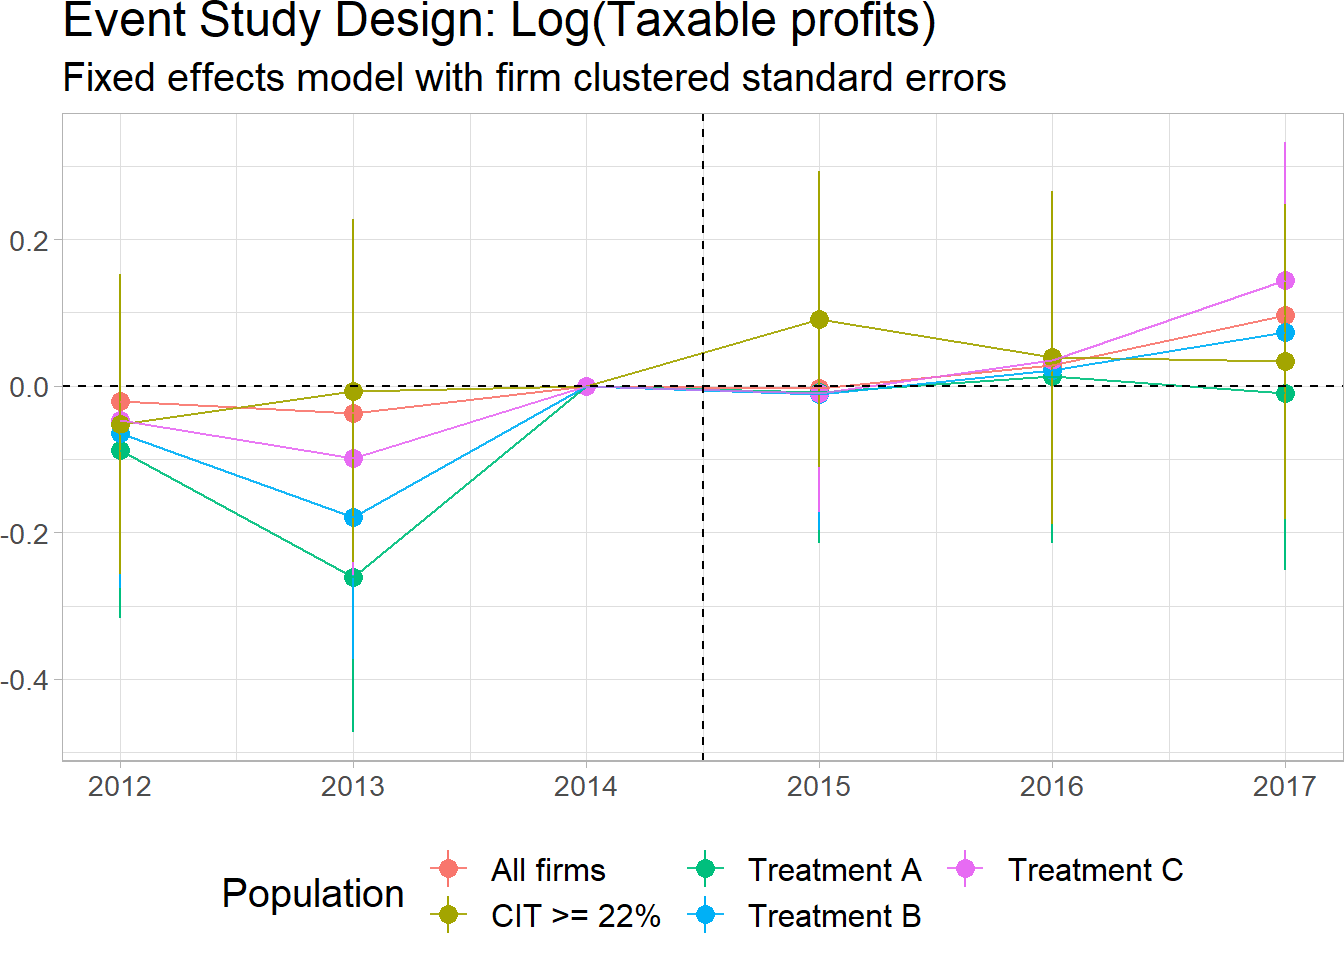 Event Study Design: Log(Taxable profits)
Fixed effects model with firm clustered standard errors
0.2
0.0
-0.2
-0.4
2012 2013 2014 2015 2016 2017
Population
All firms
CIT >= 22%
Treatment A
Treatment B
Treatment C